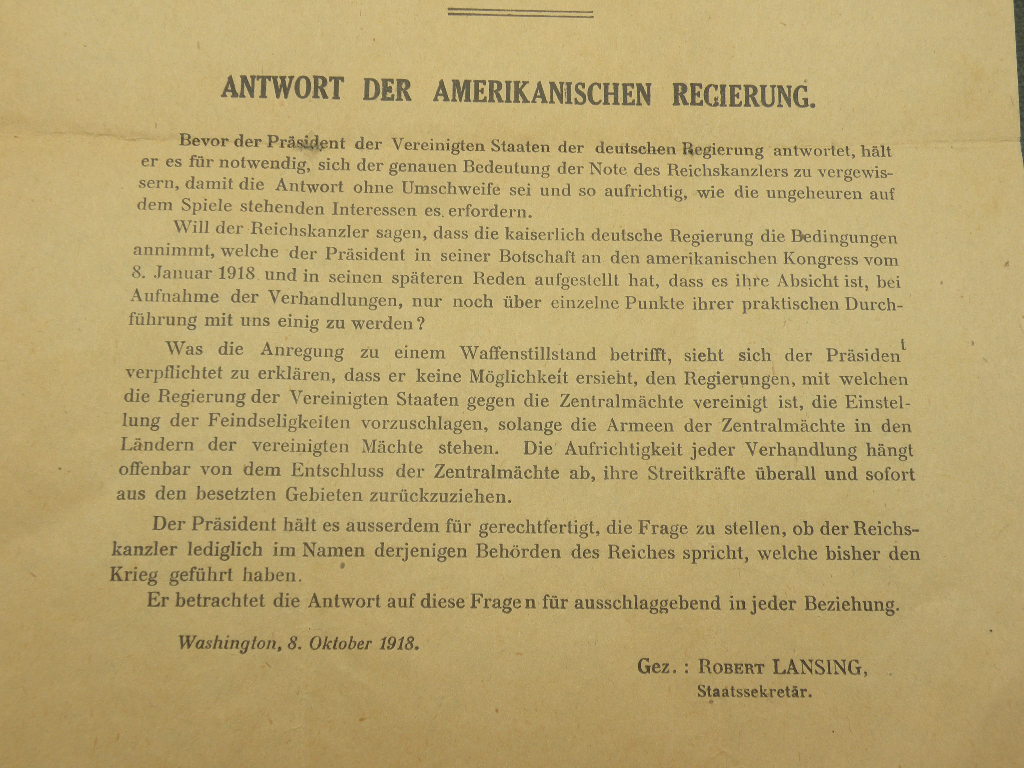 ANTWORT DER AMERIKANISCHEN REGIERUNG.
Bevor der Präsident der Vereinigten Staaten der deutschen Regierung antwortet, hält
er es für notwendig, sich der genauen Bedeutung der Note des Reichskanzlers zu vergewis-
sern, damit die Antwort ohne Umschweife sei und so aufrichtig, wie die ungeheuren auf
dem Spiele stehenden Interessen es erfordern.
Will der Reichskanzler sagen, dass die kaiserlich deutsche Regierung die Bedingungen
annimmt, welche der Präsident in seiner Botschaft an den amerikanischen Kongress vom
8. Januar 1918 und in seinen späteren Reden aufgestellt hat, dass es ihre Absicht ist, bei
Aufnahme der Verhandlungen, nur noch über einzelne Punkte ihrer praktischen Durch-
führung mit uns einig zu werden?
Was die Anregung zu einem Waffenstillstand betrifft, sieht sich der Präsident
verpflichtet zu erklären, dass er keine Möglichkeit ersieht, den Regierungen, mit welchen
die Regierung der Vereinigten Staaten gegen die Zentralmächte vereinigt ist, die Einstel-
lung der Feindseligkeiten vorzuschlagen, solange die Armeen der Zentralmächte in den
Ländern der vereinigten Mächte stehen. Die Aufrichtigkeit jeder Verhandlung hängt
offenbar von dem Entschluss der Zentralmächte ab, ihre Streitkräfte überall und sofort
aus den besetzten Gebieten zurückzuziehen.
Der Präsident hält es ausserdem für gerechtfertigt, die Frage zu stellen, ob der Reichs-
kanzler lediglich im Namen derjenigen Behörden des Reiches spricht, welche bisher den
Krieg geführt haben.
Er betrachtet die Antwort auf diese Fragen für ausschlaggebend in jeder Beziehung.
Washington, 8. Oktober 1918.
Gez. : ROBERT LANSING,
Staatssekretär.